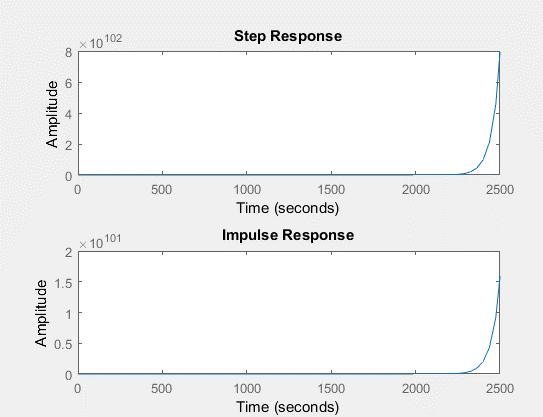 Step Response
×10^102
8
6
4
2
0
Amplitude
0 500 1000 1500 2000 2500
Time (seconds)
Impulse Response
×10^101
2
1.5
1
0.5
0
Amplitude
0 500 1000 1500 2000 2500
Time (seconds)